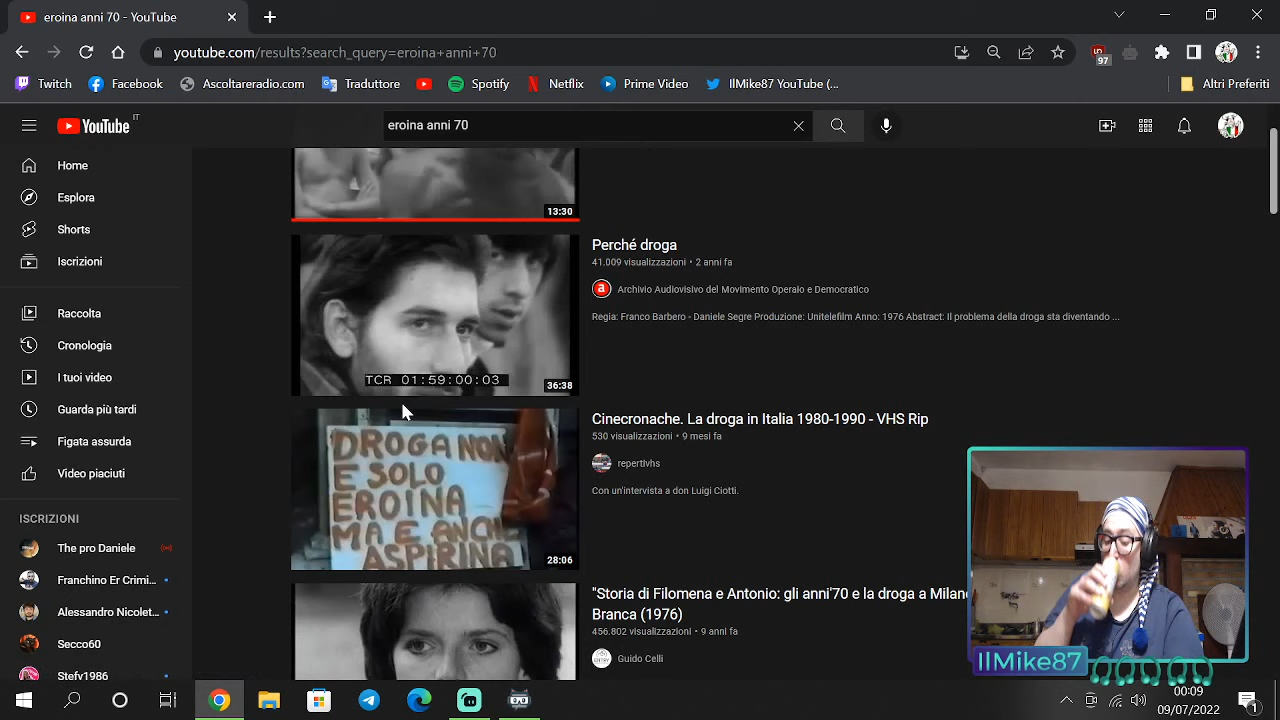 eroina anni 70 - YouTube
youtube.com/results?search_query=eroina+anni+70
97
Twitch
Facebook
Ascoltareradio.com
Traduttore
Spotify
Netflix
Prime Video
IlMike87 YouTube (...
Altri Preferiti
YouTube IT
eroina anni 70
Home
Esplora
Shorts
Iscrizioni
Raccolta
Cronologia
I tuoi video
Guarda più tardi
Figata assurda
Video piaciuti
ISCRIZIONI
The pro Daniele
Franchino Er Crimi...
Alessandro Nicolet...
Secco60
Stefy1986
13:30
TCR 01:59:00:03
36:38
Perché droga
41.009 visualizzazioni • 2 anni fa
a Archivio Audiovisivo del Movimento Operaio e Democratico
Regia: Franco Barbero - Daniele Segre Produzione: Unitelefilm Anno: 1976 Abstract: Il problema della droga sta diventando ...
DROGA NON
E SOLO
EROINA
MA E ANCHE
ASPIRINA
28:06
Cinecronache. La droga in Italia 1980-1990 - VHS Rip
530 visualizzazioni • 9 mesi fa
repertivhs
Con un'intervista a don Luigi Ciotti.
"Storia di Filomena e Antonio: gli anni'70 e la droga a Milano
Branca (1976)
456.802 visualizzazioni • 9 anni fa
Guido Celli
IlMike87
00:09
09/07/2022
1